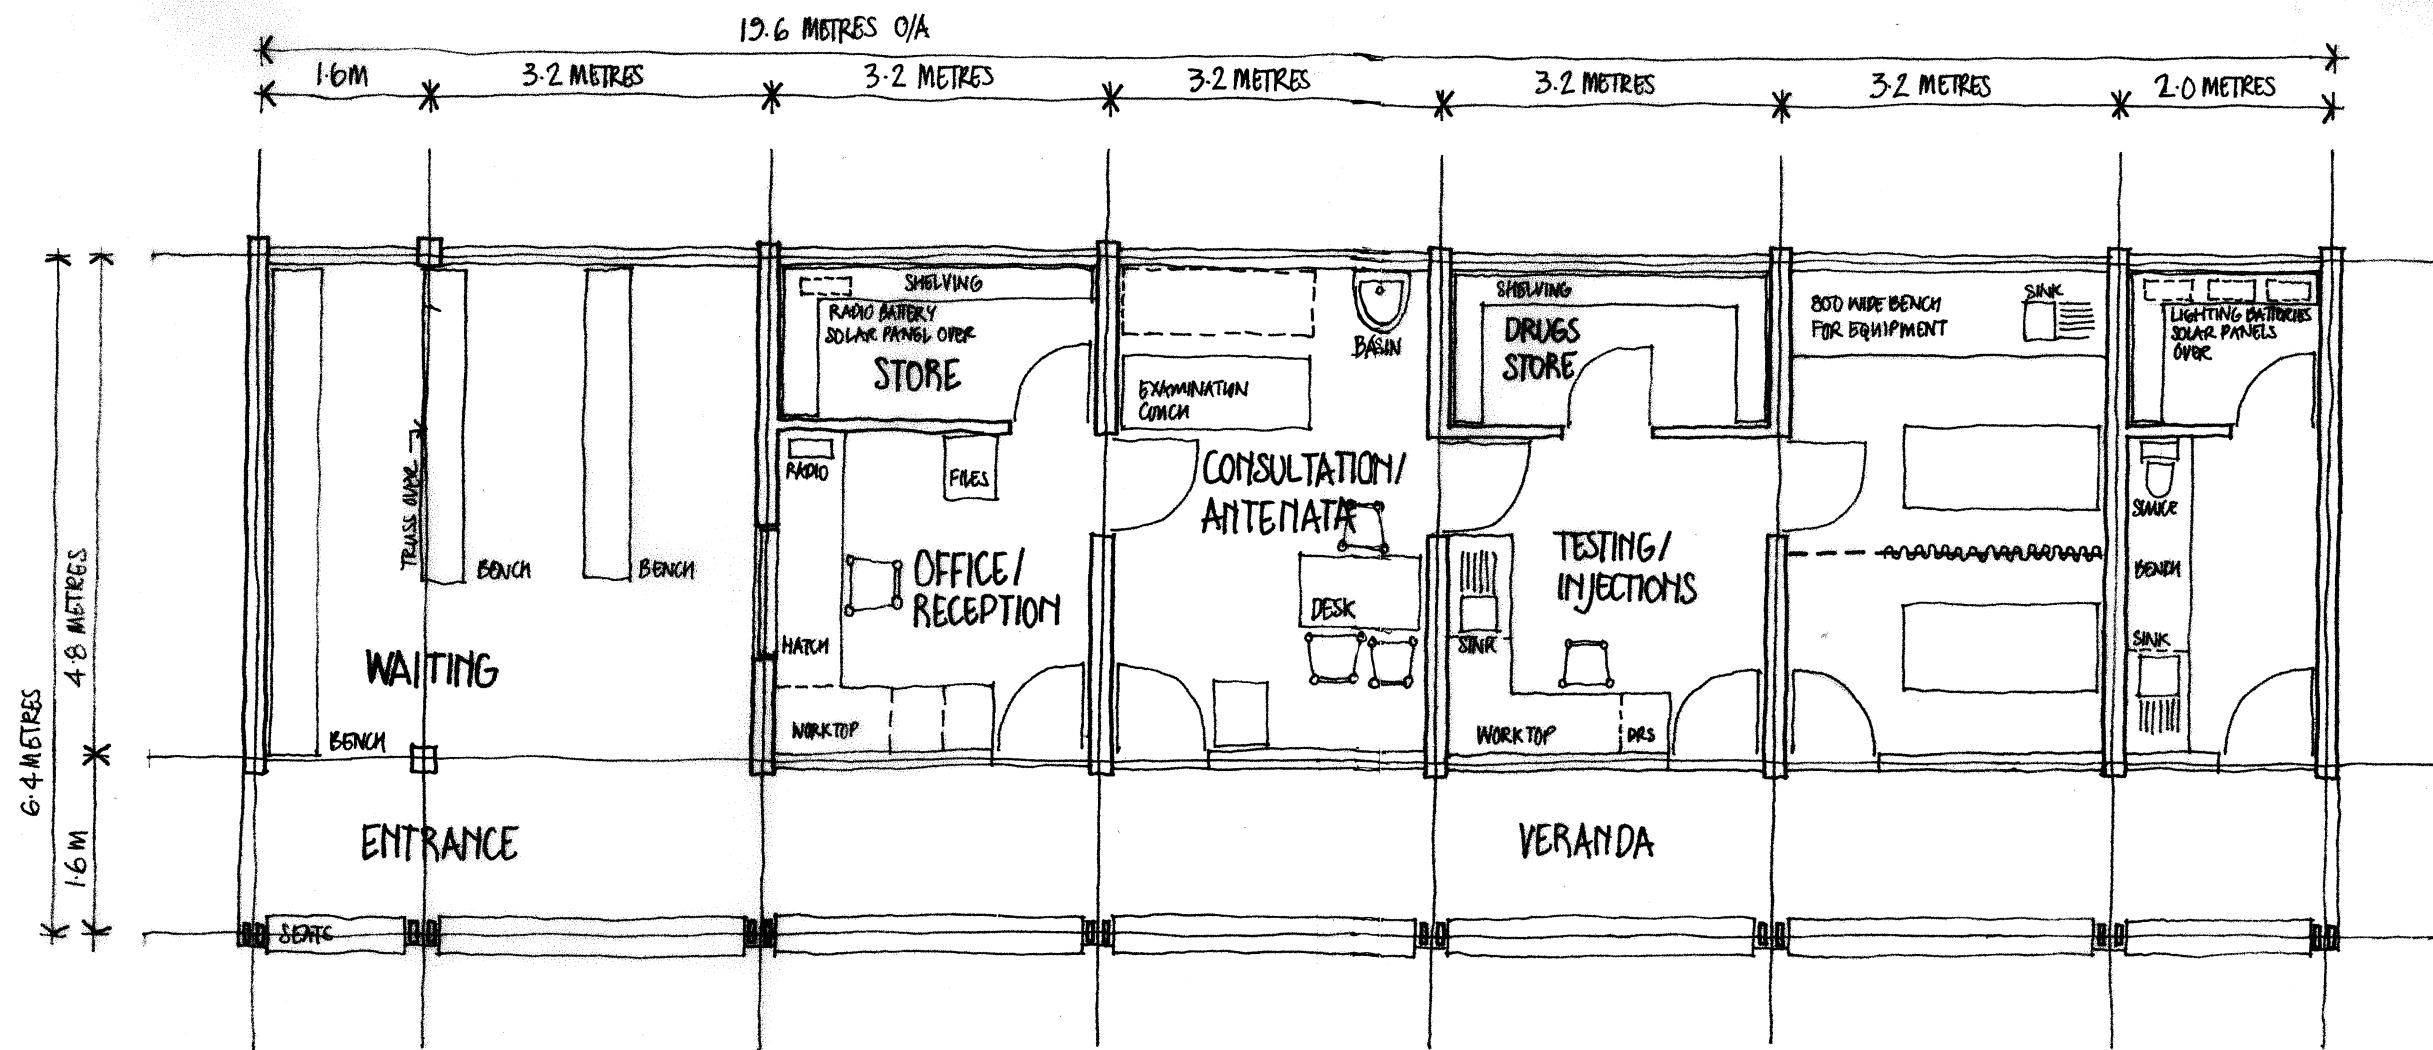 19.6 METRES O/A
1.6M
3.2 METRES
3.2 METRES
3.2 METRES
3.2 METRES
3.2 METRES
2.0 METRES
6.4 METRES
4.8 METRES
1.6 M
TRUSS OVER
BENCH
BENCH
WAITING
BENCH
SHELVING
RADIO BATTERY
SOLAR PANEL OVER
STORE
RADIO
FILES
OFFICE/
RECEPTION
HATCH
WORKTOP
BASIN
EXAMINATION
COUCH
CONSULTATION/
ANTENATA
DESK
SHELVING
DRUGS
STORE
TESTING/
INJECTIONS
SINK
WORKTOP
DRS
800 WIDE BENCH
FOR EQUIPMENT
SINK
LIGHTING BATTERIES
SOLAR PANELS
OVER
SLUICE
BENCH
SINK
ENTRANCE
VERANDA
SEATS